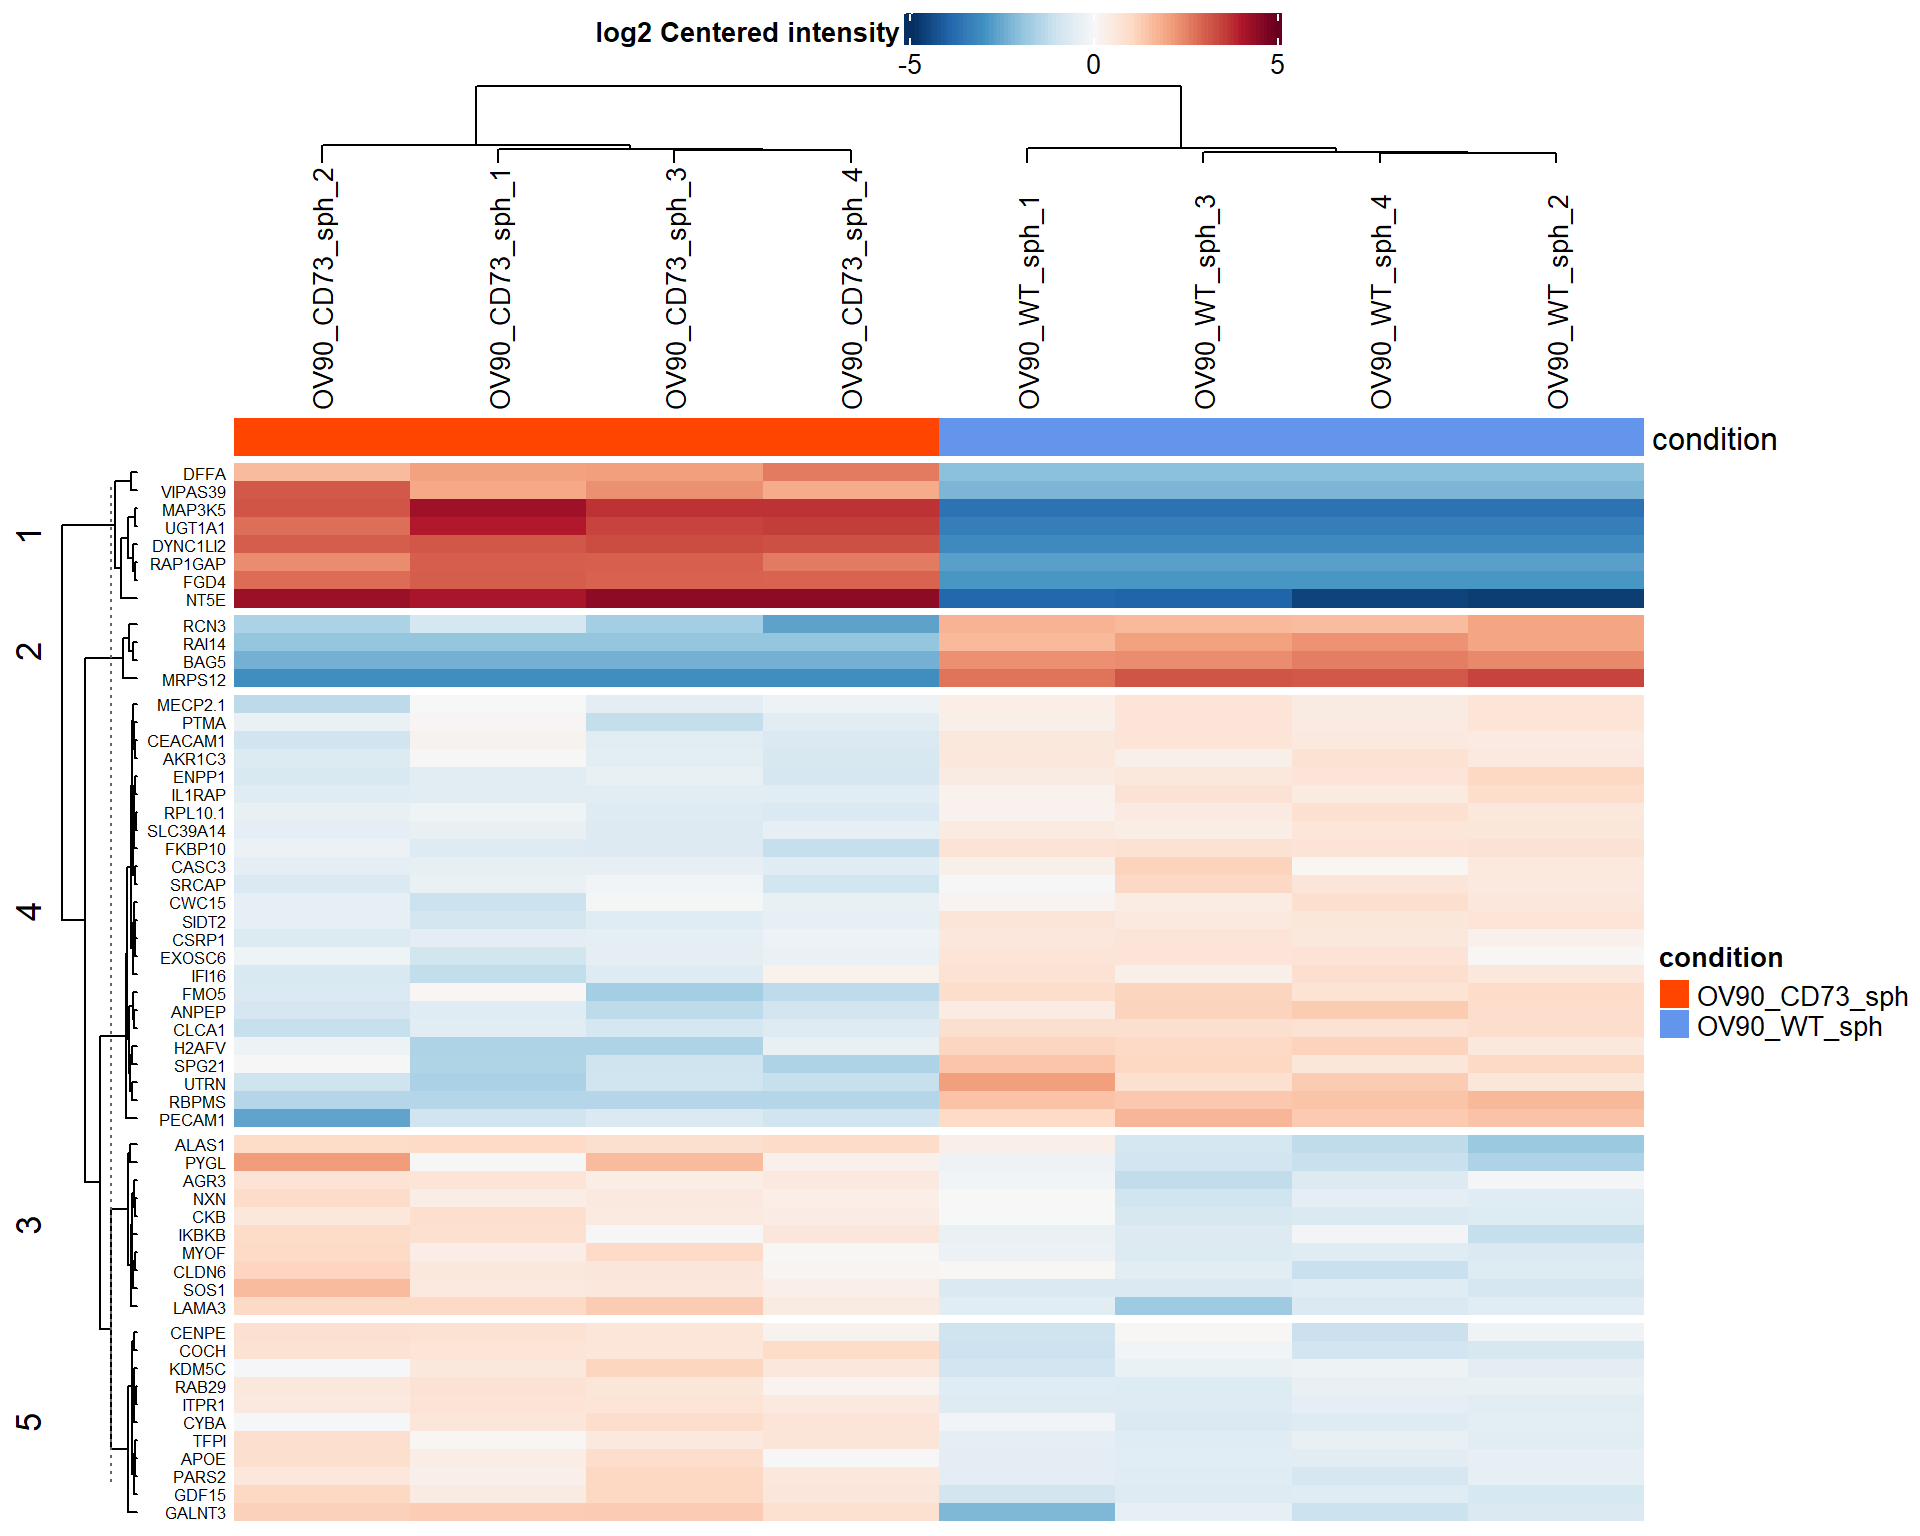 log2 Centered intensity
-5 0 5
OV90_CD73_sph_2
OV90_CD73_sph_1
OV90_CD73_sph_3
OV90_CD73_sph_4
OV90_WT_sph_1
OV90_WT_sph_3
OV90_WT_sph_4
OV90_WT_sph_2
condition
1
DFFA
VIPAS39
MAP3K5
UGT1A1
DYNC1LI2
RAP1GAP
FGD4
NT5E
2
RCN3
RAI14
BAG5
MRPS12
4
MECP2.1
PTMA
CEACAM1
AKR1C3
ENPP1
IL1RAP
RPL10.1
SLC39A14
FKBP10
CASC3
SRCAP
CWC15
SIDT2
CSRP1
EXOSC6
IFI16
FMO5
ANPEP
CLCA1
H2AFV
SPG21
UTRN
RBPMS
PECAM1
3
ALAS1
PYGL
AGR3
NXN
CKB
IKBKB
MYOF
CLDN6
SOS1
LAMA3
5
CENPE
COCH
KDM5C
RAB29
ITPR1
CYBA
TFPI
APOE
PARS2
GDF15
GALNT3
condition
OV90_CD73_sph
OV90_WT_sph